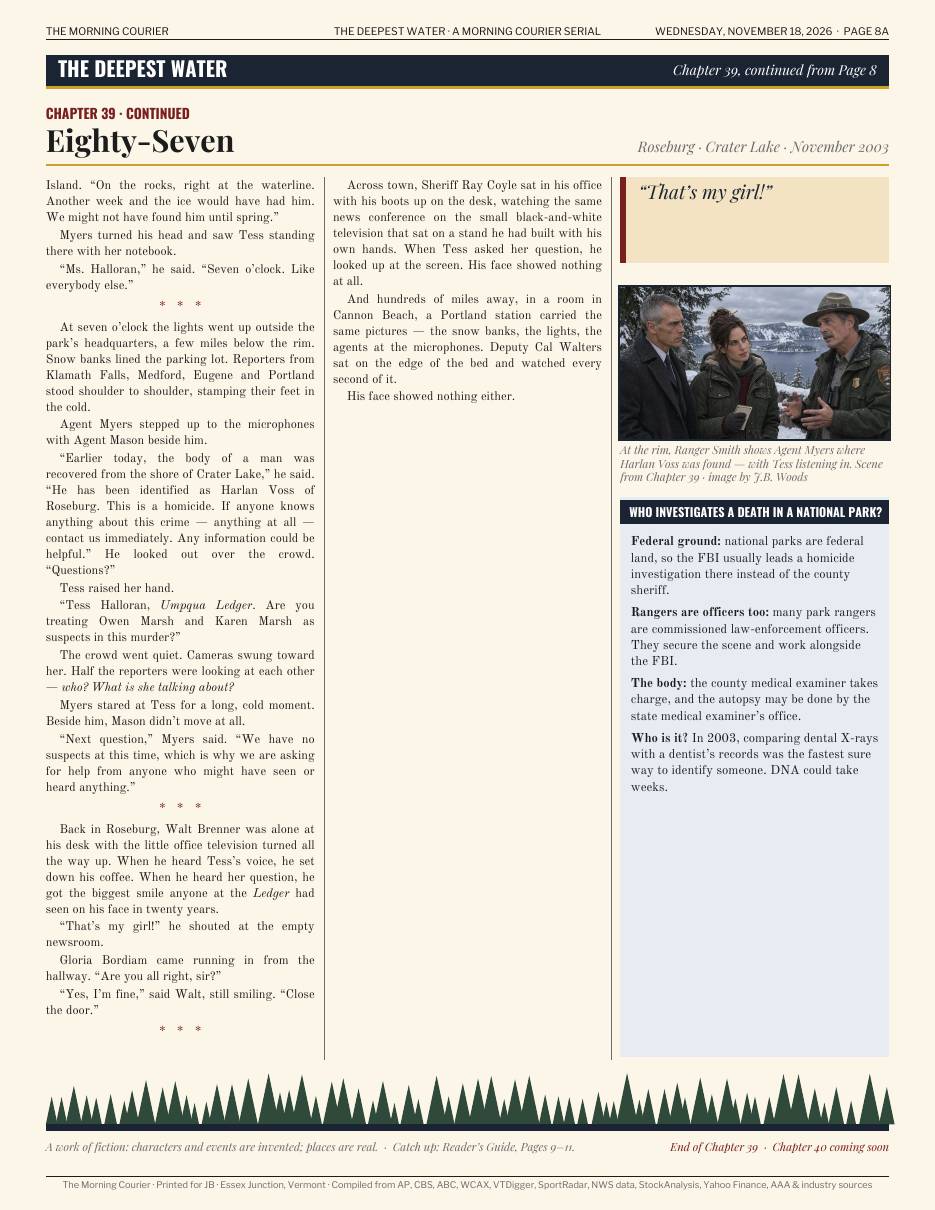 THE MORNING COURIER
THE DEEPEST WATER · A MORNING COURIER SERIAL
WEDNESDAY, NOVEMBER 18, 2026 · PAGE 8A
THE DEEPEST WATER
Chapter 39, continued from Page 8
CHAPTER 39 · CONTINUED
Eighty-Seven
Roseburg · Crater Lake · November 2003
Island. “On the rocks, right at the waterline.
Another week and the ice would have had him.
We might not have found him until spring.”
Myers turned his head and saw Tess standing
there with her notebook.
“Ms. Halloran,” he said. “Seven o’clock. Like
everybody else.”
* * *
At seven o’clock the lights went up outside the
park’s headquarters, a few miles below the rim.
Snow banks lined the parking lot. Reporters from
Klamath Falls, Medford, Eugene and Portland
stood shoulder to shoulder, stamping their feet in
the cold.
Agent Myers stepped up to the microphones
with Agent Mason beside him.
“Earlier today, the body of a man was
recovered from the shore of Crater Lake,” he said.
“He has been identified as Harlan Voss of
Roseburg. This is a homicide. If anyone knows
anything about this crime — anything at all —
contact us immediately. Any information could be
helpful.” He looked out over the crowd.
“Questions?”
Tess raised her hand.
“Tess Halloran, Umpqua Ledger. Are you
treating Owen Marsh and Karen Marsh as
suspects in this murder?”
The crowd went quiet. Cameras swung toward
her. Half the reporters were looking at each other
— who? What is she talking about?
Myers stared at Tess for a long, cold moment.
Beside him, Mason didn’t move at all.
“Next question,” Myers said. “We have no
suspects at this time, which is why we are asking
for help from anyone who might have seen or
heard anything.”
* * *
Back in Roseburg, Walt Brenner was alone at
his desk with the little office television turned all
the way up. When he heard Tess’s voice, he set
down his coffee. When he heard her question, he
got the biggest smile anyone at the Ledger had
seen on his face in twenty years.
“That’s my girl!” he shouted at the empty
newsroom.
Gloria Bordiam came running in from the
hallway. “Are you all right, sir?”
“Yes, I’m fine,” said Walt, still smiling. “Close
the door.”
* * *
Across town, Sheriff Ray Coyle sat in his office
with his boots up on the desk, watching the same
news conference on the small black-and-white
television that sat on a stand he had built with his
own hands. When Tess asked her question, he
looked up at the screen. His face showed nothing
at all.
And hundreds of miles away, in a room in
Cannon Beach, a Portland station carried the
same pictures — the snow banks, the lights, the
agents at the microphones. Deputy Cal Walters
sat on the edge of the bed and watched every
second of it.
His face showed nothing either.
“That’s my girl!”
At the rim, Ranger Smith shows Agent Myers where
Harlan Voss was found — with Tess listening in. Scene
from Chapter 39 · image by J.B. Woods
WHO INVESTIGATES A DEATH IN A NATIONAL PARK?
Federal ground: national parks are federal
land, so the FBI usually leads a homicide
investigation there instead of the county
sheriff.
Rangers are officers too: many park rangers
are commissioned law-enforcement officers.
They secure the scene and work alongside
the FBI.
The body: the county medical examiner takes
charge, and the autopsy may be done by the
state medical examiner’s office.
Who is it? In 2003, comparing dental X-rays
with a dentist’s records was the fastest sure
way to identify someone. DNA could take
weeks.
A work of fiction: characters and events are invented; places are real. · Catch up: Reader’s Guide, Pages 9–11.
End of Chapter 39 · Chapter 40 coming soon
The Morning Courier · Printed for JB · Essex Junction, Vermont · Compiled from AP, CBS, ABC, WCAX, VTDigger, SportRadar, NWS data, StockAnalysis, Yahoo Finance, AAA & industry sources